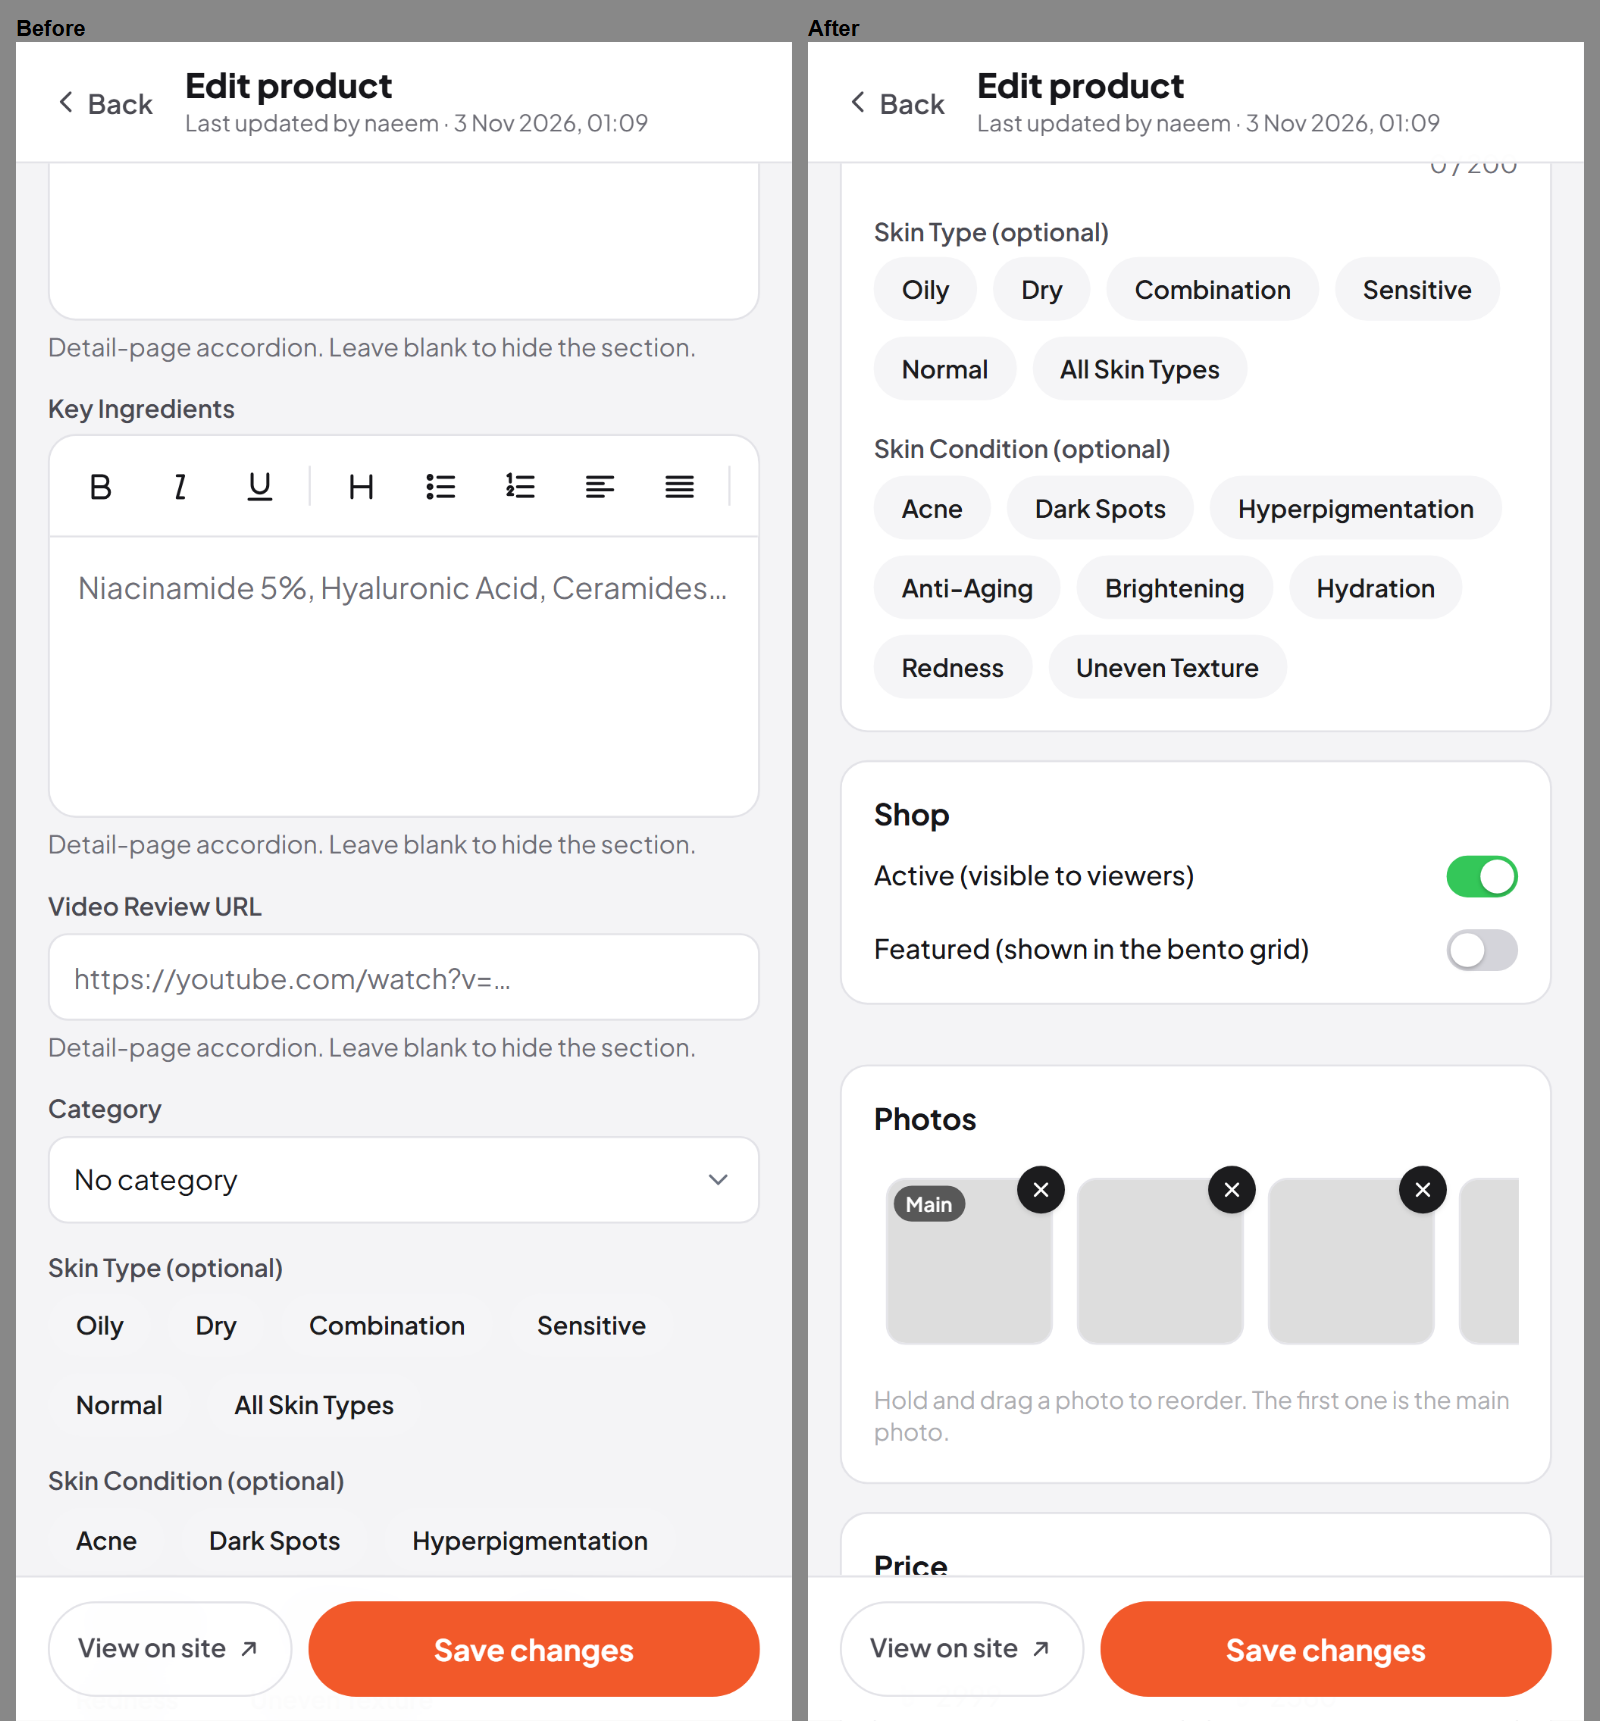 Before
Back
Edit product
Last updated by naeem · 3 Nov 2026, 01:09
Detail-page accordion. Leave blank to hide the section.
Key Ingredients
B I U H
Niacinamide 5%, Hyaluronic Acid, Ceramides...
Detail-page accordion. Leave blank to hide the section.
Video Review URL
https://youtube.com/watch?v=...
Detail-page accordion. Leave blank to hide the section.
Category
No category
Skin Type (optional)
Oily Dry Combination Sensitive
Normal All Skin Types
Skin Condition (optional)
Acne Dark Spots Hyperpigmentation
View on site ↗ Save changes
After
Back
Edit product
Last updated by naeem · 3 Nov 2026, 01:09
0 / 200
Skin Type (optional)
Oily Dry Combination Sensitive
Normal All Skin Types
Skin Condition (optional)
Acne Dark Spots Hyperpigmentation
Anti-Aging Brightening Hydration
Redness Uneven Texture
Shop
Active (visible to viewers)
Featured (shown in the bento grid)
Photos
Main
Hold and drag a photo to reorder. The first one is the main
photo.
Price
View on site ↗ Save changes